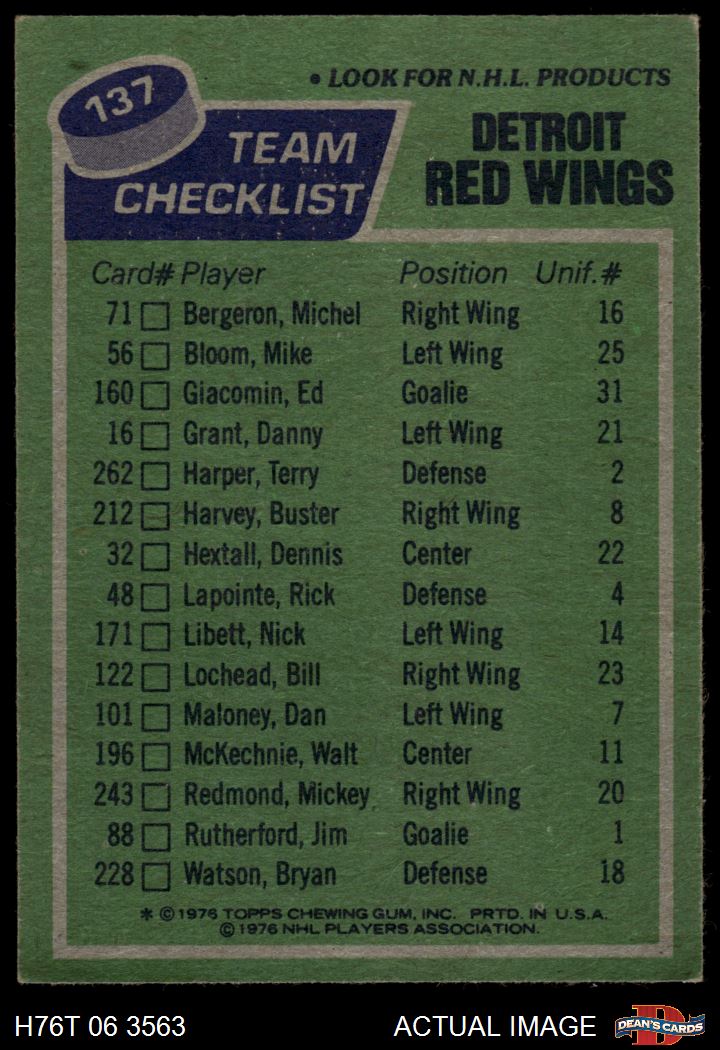 137
• LOOK FOR N.H.L. PRODUCTS
TEAM CHECKLIST
DETROIT RED WINGS
Card# Player Position Unif.#
71 Bergeron, Michel Right Wing 16
56 Bloom, Mike Left Wing 25
160 Giacomin, Ed Goalie 31
16 Grant, Danny Left Wing 21
262 Harper, Terry Defense 2
212 Harvey, Buster Right Wing 8
32 Hextall, Dennis Center 22
48 Lapointe, Rick Defense 4
171 Libett, Nick Left Wing 14
122 Lochead, Bill Right Wing 23
101 Maloney, Dan Left Wing 7
196 McKechnie, Walt Center 11
243 Redmond, Mickey Right Wing 20
88 Rutherford, Jim Goalie 1
228 Watson, Bryan Defense 18
* © 1976 TOPPS CHEWING GUM, INC. PRTD. IN U.S.A.
© 1976 NHL PLAYERS ASSOCIATION.
H76T 06 3563 ACTUAL IMAGE DEAN'S CARDS